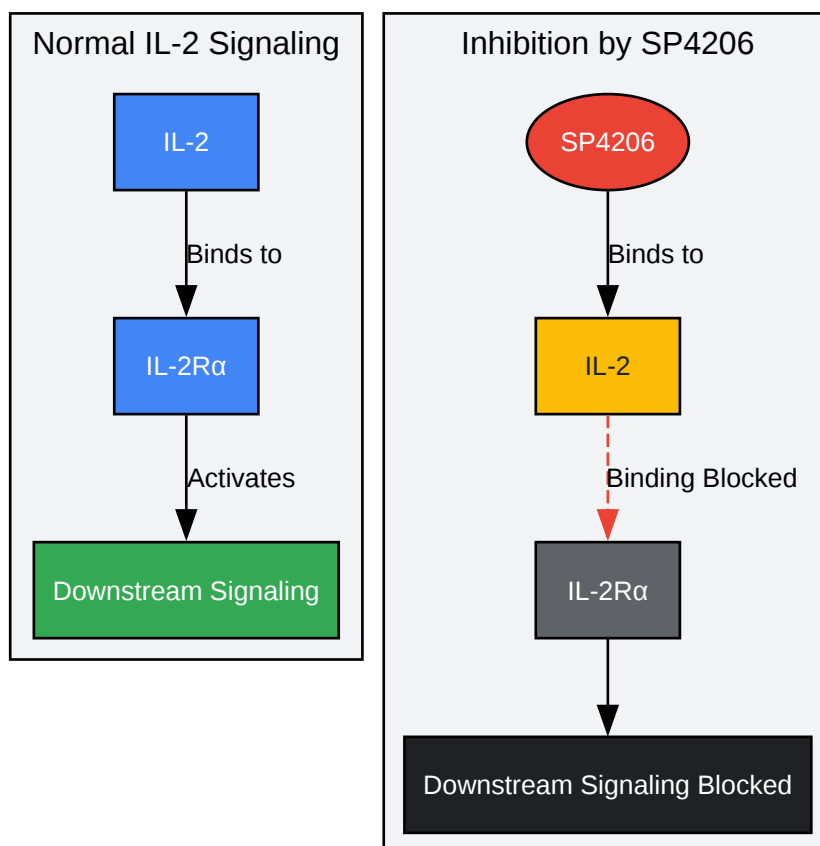 Normal IL-2 Signaling
IL-2
Binds to
IL-2Rα
Activates
Downstream Signaling
Inhibition by SP4206
SP4206
Binds to
IL-2
Binding Blocked
IL-2Rα
Downstream Signaling Blocked